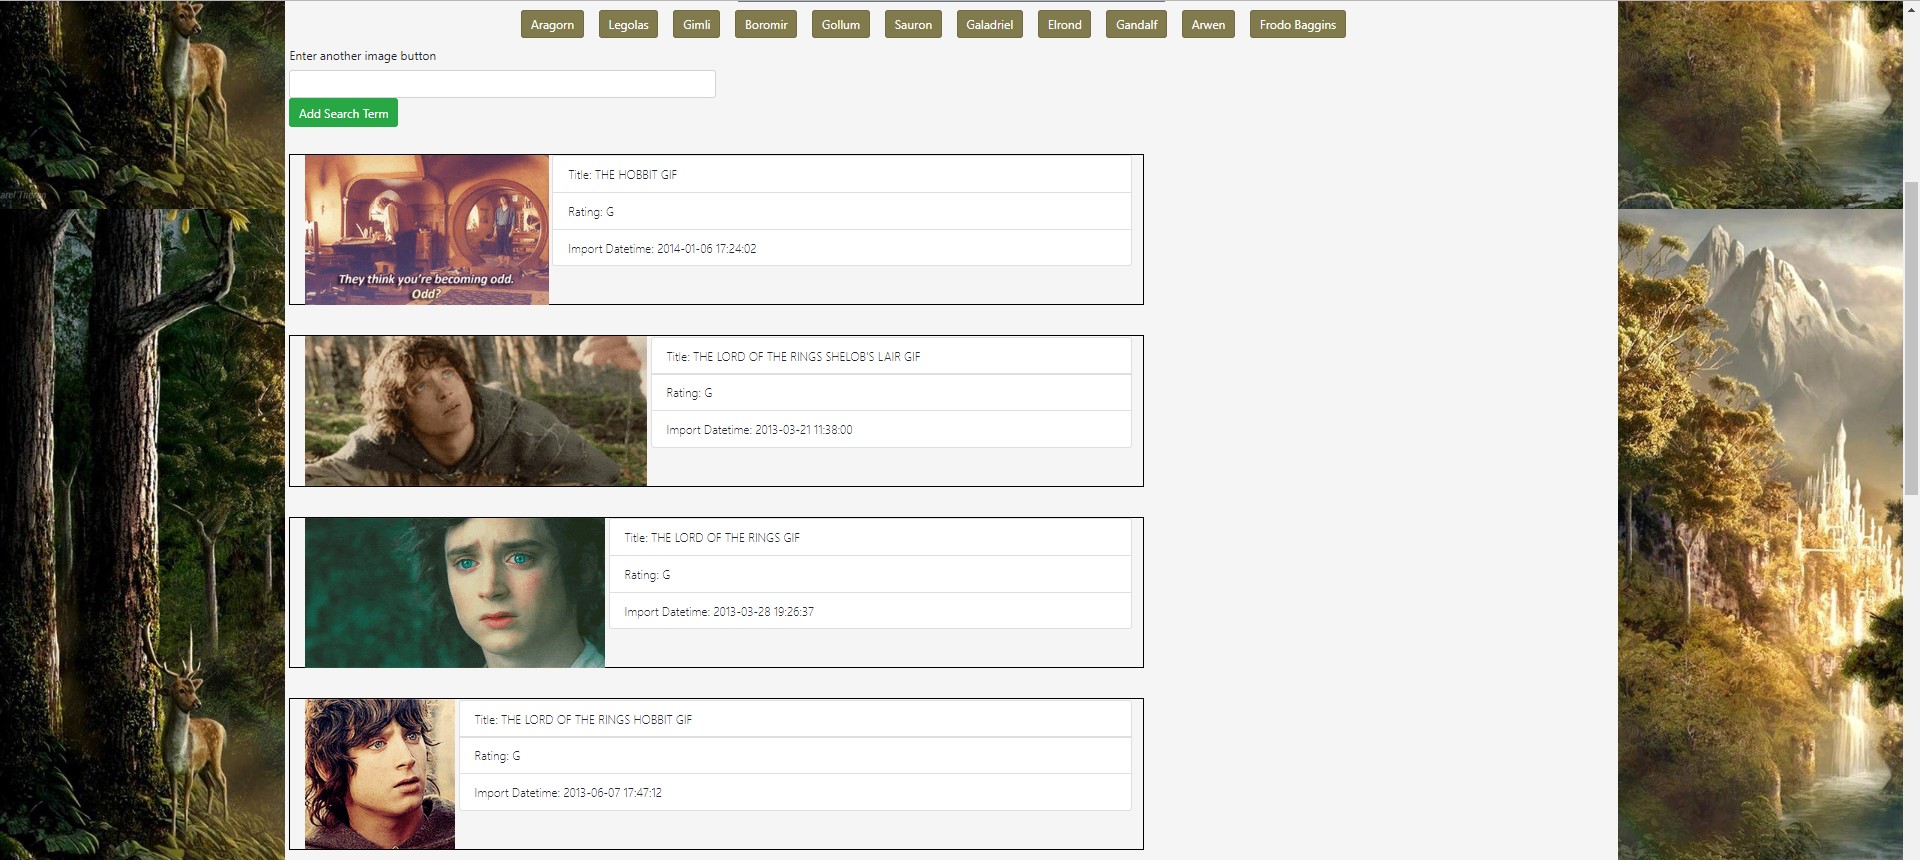 Aragorn Legolas Gimli Boromir Gollum Sauron Galadriel Elrond Gandalf Arwen Frodo Baggins
Enter another image button
Add Search Term
Title: THE HOBBIT GIF
Rating: G
Import Datetime: 2014-01-06 17:24:02
They think you're becoming odd.
Odd?
Title: THE LORD OF THE RINGS SHELOB'S LAIR GIF
Rating: G
Import Datetime: 2013-03-21 11:38:00
Title: THE LORD OF THE RINGS GIF
Rating: G
Import Datetime: 2013-03-28 19:26:37
Title: THE LORD OF THE RINGS HOBBIT GIF
Rating: G
Import Datetime: 2013-06-07 17:47:12